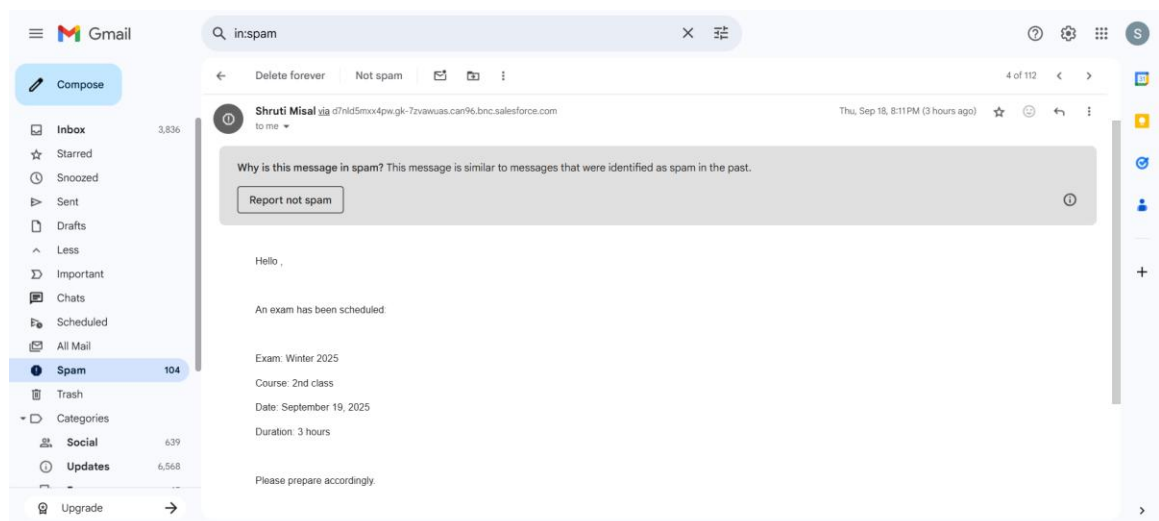 Gmail
in:spam
S
Compose
Delete forever Not spam
4 of 112
31
Shruti Misal via d7nld5mxx4pw.gk-7zvawuas.can96.bnc.salesforce.com
Thu, Sep 18, 8:11 PM (3 hours ago)
to me
Inbox 3,836
Starred
Snoozed
Sent
Drafts
Less
Important
Chats
Scheduled
All Mail
Spam 104
Trash
Categories
Social 639
Updates 6,568
Upgrade
Why is this message in spam? This message is similar to messages that were identified as spam in the past.
Report not spam
Hello ,
An exam has been scheduled:
Exam: Winter 2025
Course: 2nd class
Date: September 19, 2025
Duration: 3 hours
Please prepare accordingly.